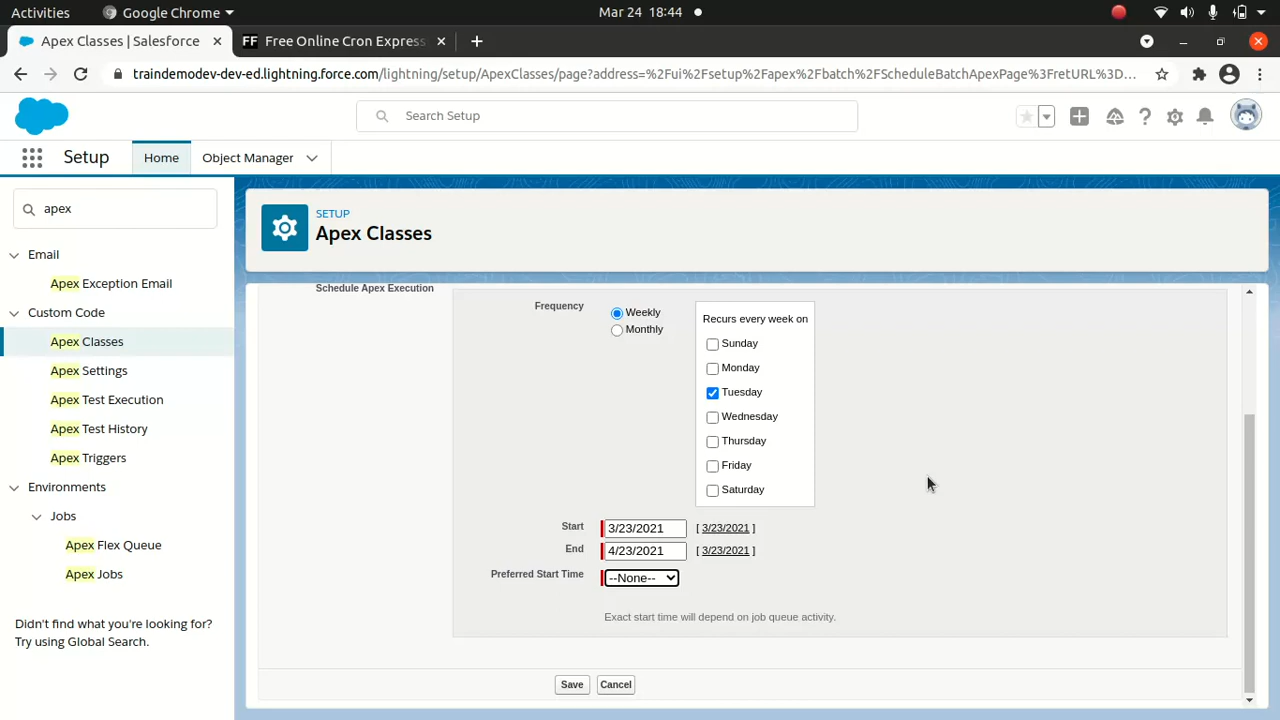 Activities
Google Chrome
Mar 24 18:44
Apex Classes | Salesforce
FF Free Online Cron Express
traindemodev-dev-ed.lightning.force.com/lightning/setup/ApexClasses/page?address=%2Fui%2Fsetup%2Fapex%2Fbatch%2FScheduleBatchApexPage%3FretURL%3D...
Search Setup
Setup
Home
Object Manager
apex
Email
Apex Exception Email
Custom Code
Apex Classes
Apex Settings
Apex Test Execution
Apex Test History
Apex Triggers
Environments
Jobs
Apex Flex Queue
Apex Jobs
Didn't find what you're looking for?
Try using Global Search.
SETUP
Apex Classes
Schedule Apex Execution
Frequency
Weekly
Monthly
Recurs every week on
Sunday
Monday
Tuesday
Wednesday
Thursday
Friday
Saturday
Start 3/23/2021 [ 3/23/2021 ]
End 4/23/2021 [ 3/23/2021 ]
Preferred Start Time --None--
Exact start time will depend on job queue activity.
Save Cancel